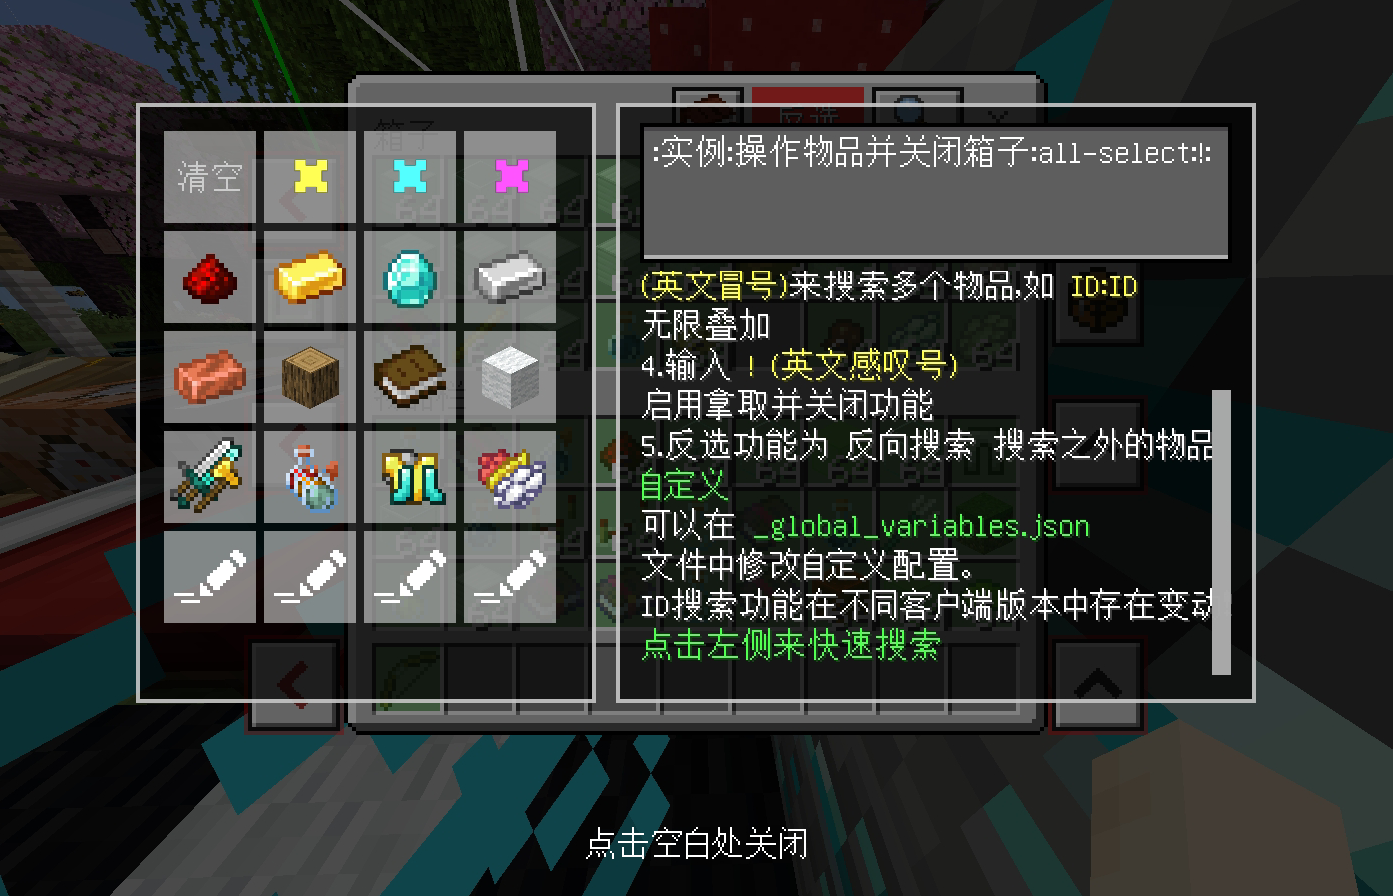 箱子
反选
清空
:实例:操作物品并关闭箱子:all-select:!:
(英文冒号)来搜索多个物品,如 ID:ID
无限叠加
4.输入 ! (英文感叹号)
启用拿取并关闭功能
5.反选功能为 反向搜索 搜索之外的物品
自定义
可以在 _global_variables.json
文件中修改自定义配置。
ID搜索功能在不同客户端版本中存在变动
点击左侧来快速搜索
点击空白处关闭